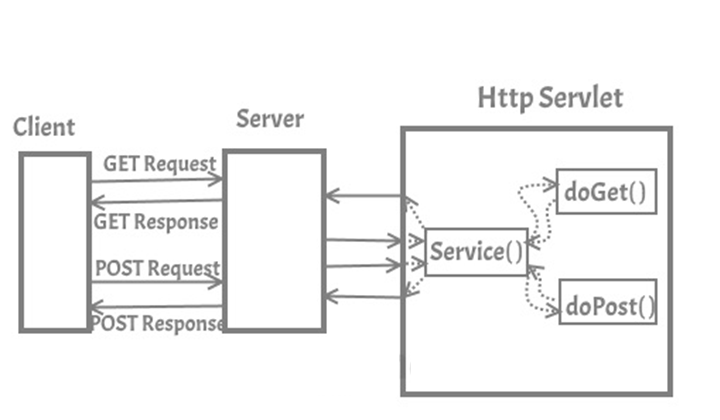 Http Servlet
Client
Server
GET Request
GET Response
POST Request
POST Response
Service()
doGet()
doPost()